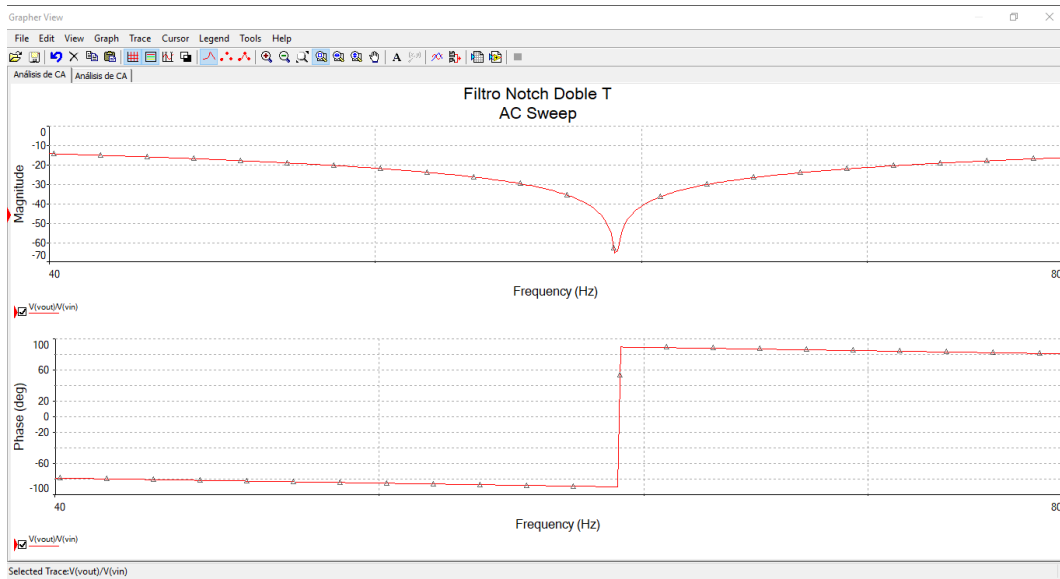 Grapher View
File Edit View Graph Trace Cursor Legend Tools Help
Análisis de CA Análisis de CA
Filtro Notch Doble T
AC Sweep
Magnitude
0
-10
-20
-30
-40
-50
-60
-70
40 80
Frequency (Hz)
V(vout)/V(vin)
Phase (deg)
100
60
20
0
-20
-60
-100
40 80
Frequency (Hz)
V(vout)/V(vin)
Selected Trace:V(vout)/V(vin)